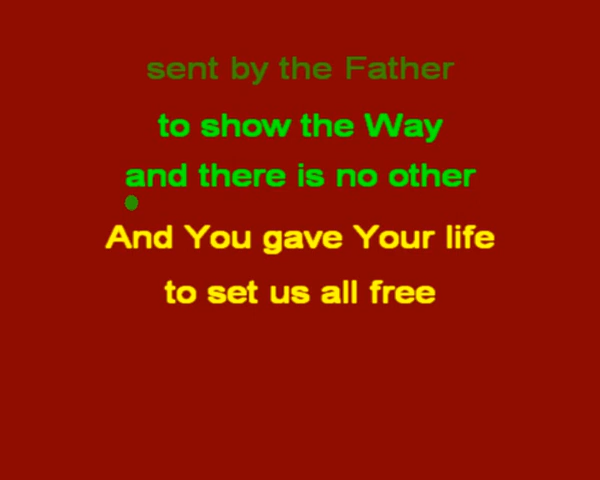 sent by the Father
to show the Way
and there is no other
And You gave Your life
to set us all free